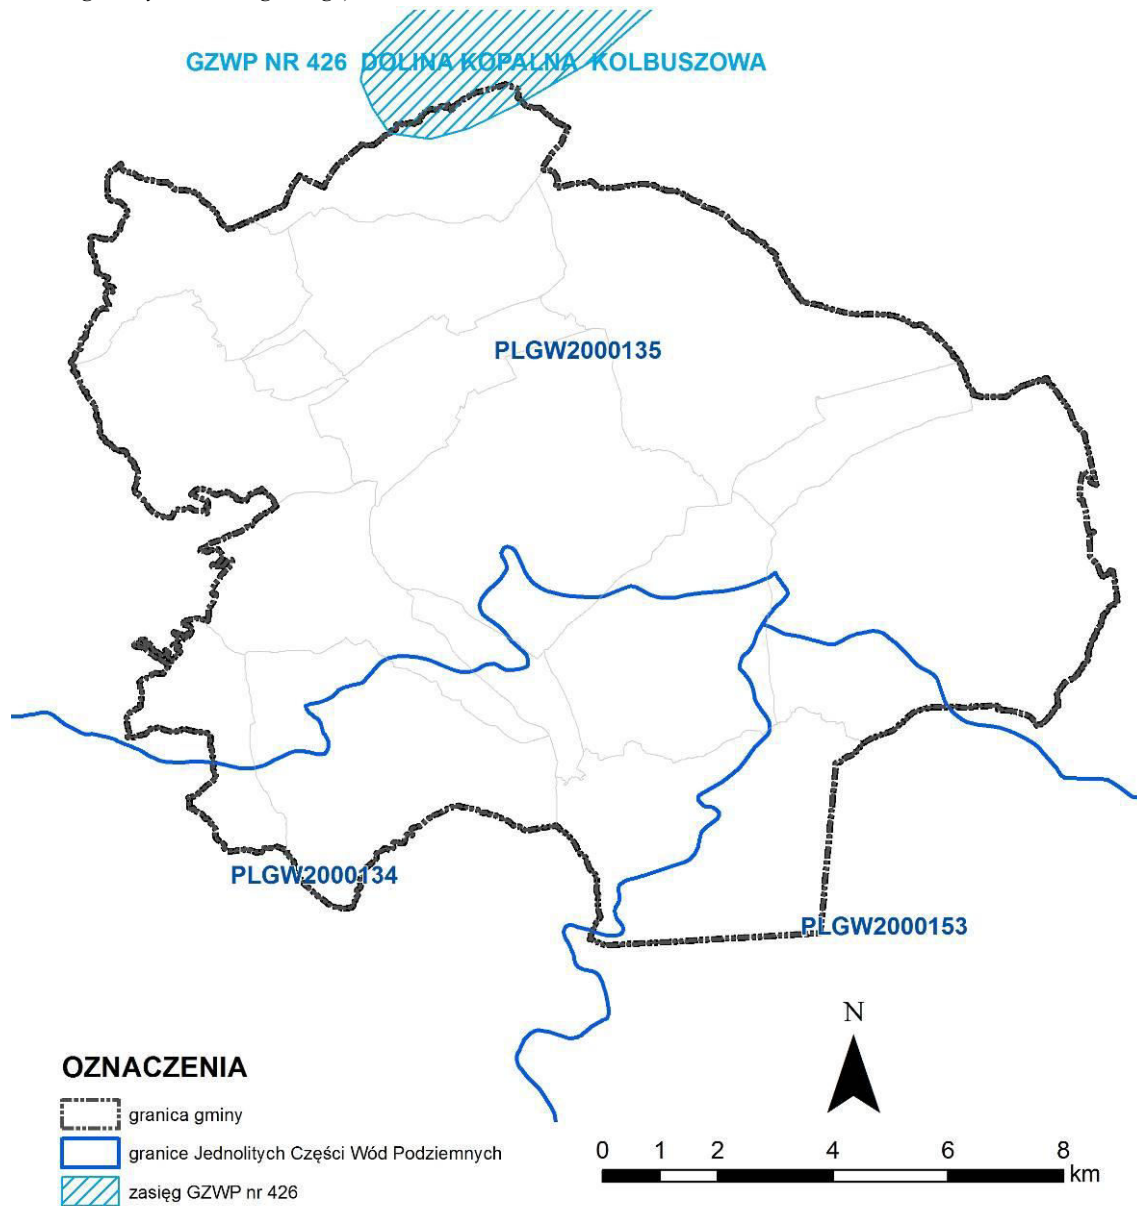 GZWP NR 426 DOLINA KOPALNA KOLBUSZOWA
PLGW2000135
PLGW2000134
PLGW2000153
N
OZNACZENIA
granica gminy
granice Jednolitych Części Wód Podziemnych
zasięg GZWP nr 426
0 1 2 4 6 8
km